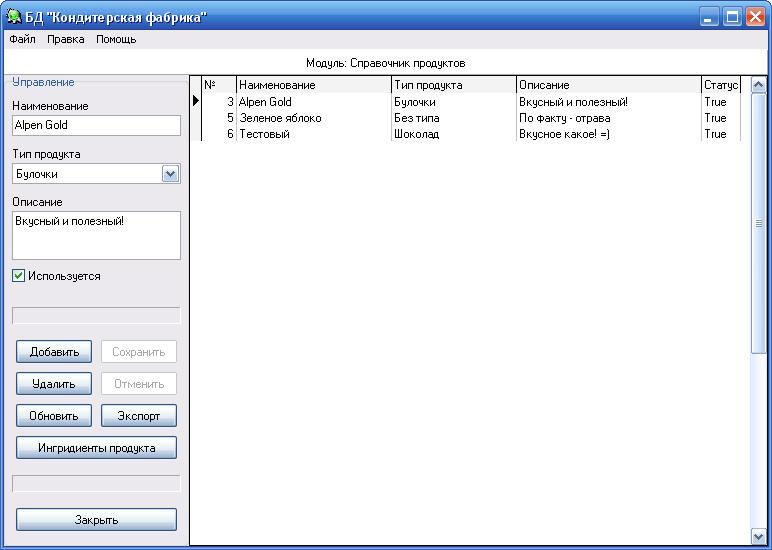 БД "Кондитерская фабрика"
Файл Правка Помощь
Модуль: Справочник продуктов
Управление
Наименование
Alpen Gold
Тип продукта
Булочки
Описание
Вкусный и полезный!
Используется
Добавить Сохранить
Удалить Отменить
Обновить Экспорт
Ингридиенты продукта
Закрыть
№ Наименование Тип продукта Описание Статус
3 Alpen Gold Булочки Вкусный и полезный! True
5 Зеленое яблоко Без типа По факту - отрава True
6 Тестовый Шоколад Вкусное какое! =) True